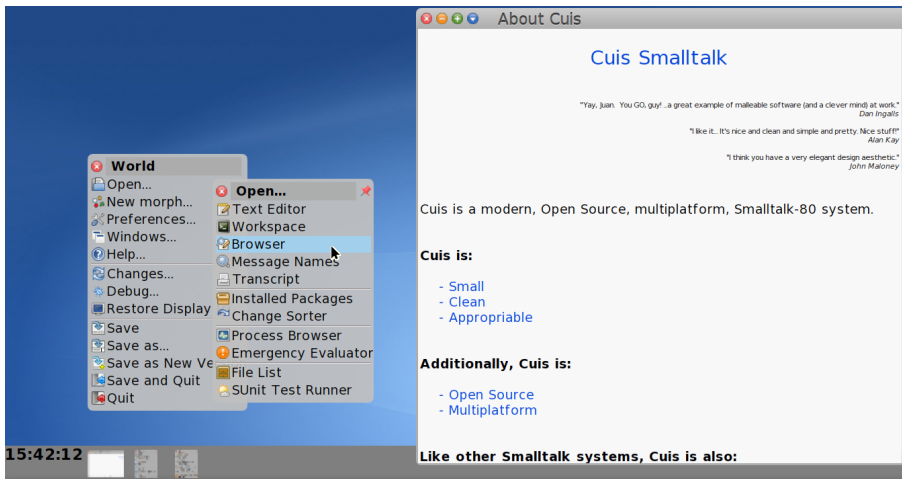 About Cuis
Cuis Smalltalk
"Yay, Juan. You GO, guy! ..a great example of malleable software (and a clever mind) at work."
Dan Ingalls
"I like it.. It's nice and clean and simple and pretty. Nice stuff!"
Alan Kay
"I think you have a very elegant design aesthetic."
John Maloney
Cuis is a modern, Open Source, multiplatform, Smalltalk-80 system.
Cuis is:
- Small
- Clean
- Appropriable
Additionally, Cuis is:
- Open Source
- Multiplatform
Like other Smalltalk systems, Cuis is also:
World
Open...
New morph...
Preferences...
Windows...
Help...
Changes...
Debug...
Restore Display
Save
Save as...
Save as New Ve
Save and Quit
Quit
Open...
Text Editor
Workspace
Browser
Message Names
Transcript
Installed Packages
Change Sorter
Process Browser
Emergency Evaluator
File List
SUnit Test Runner
15:42:12